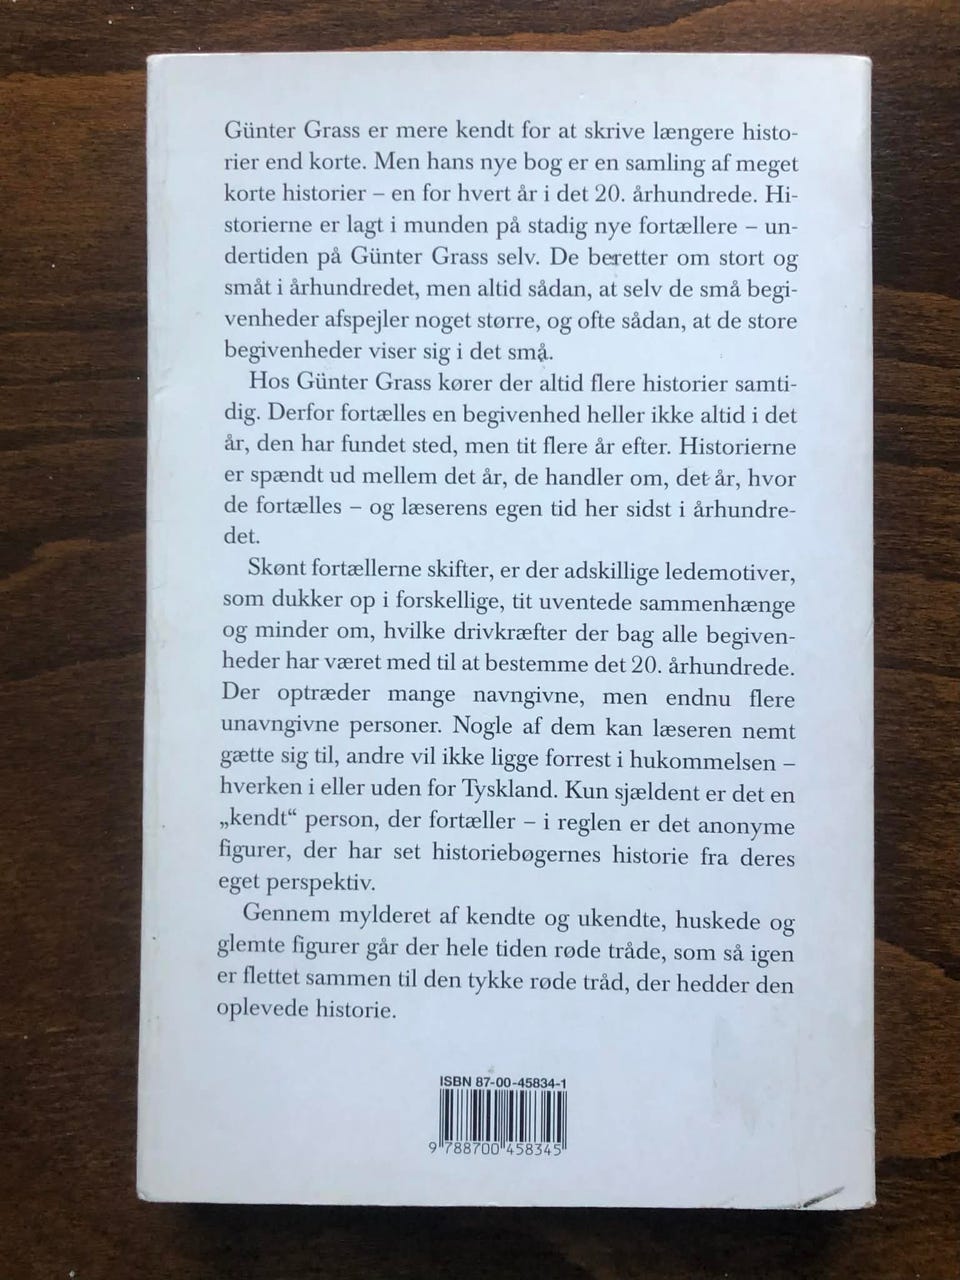 Günter Grass er mere kendt for at skrive længere histo-
rier end korte. Men hans nye bog er en samling af meget
korte historier – en for hvert år i det 20. århundrede. Hi-
storierne er lagt i munden på stadig nye fortællere – un-
dertiden på Günter Grass selv. De beretter om stort og
småt i århundredet, men altid sådan, at selv de små begi-
venheder afspejler noget større, og ofte sådan, at de store
begivenheder viser sig i det små.
Hos Günter Grass kører der altid flere historier samti-
dig. Derfor fortælles en begivenhed heller ikke altid i det
år, den har fundet sted, men tit flere år efter. Historierne
er spændt ud mellem det år, de handler om, det år, hvor
de fortælles – og læserens egen tid her sidst i århundre-
det.
Skønt fortællerne skifter, er der adskillige ledemotiver,
som dukker op i forskellige, tit uventede sammenhænge
og minder om, hvilke drivkræfter der bag alle begiven-
heder har været med til at bestemme det 20. århundrede.
Der optræder mange navngivne, men endnu flere
unavngivne personer. Nogle af dem kan læseren nemt
gætte sig til, andre vil ikke ligge forrest i hukommelsen –
hverken i eller uden for Tyskland. Kun sjældent er det en
„kendt“ person, der fortæller – i reglen er det anonyme
figurer, der har set historiebøgernes historie fra deres
eget perspektiv.
Gennem mylderet af kendte og ukendte, huskede og
glemte figurer går der hele tiden røde tråde, som så igen
er flettet sammen til den tykke røde tråd, der hedder den
oplevede historie.
ISBN 87-00-45834-1
9 788700 458345